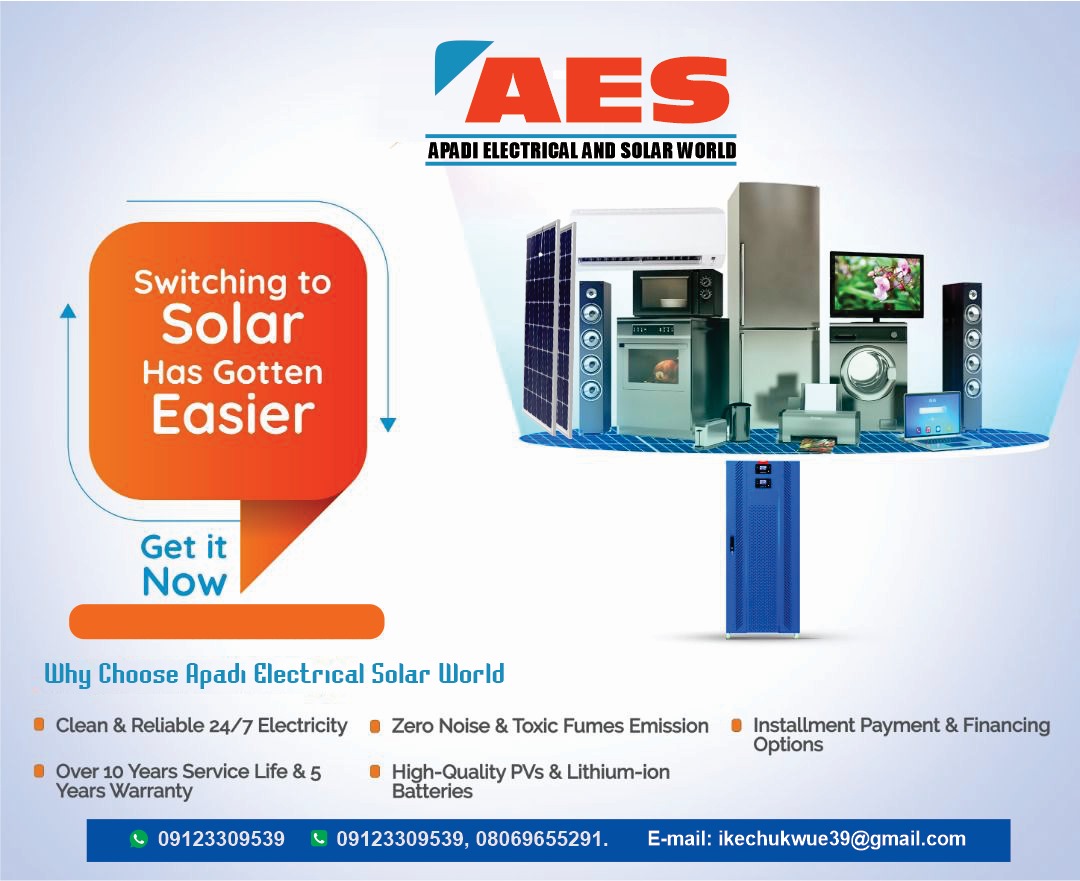 AES
APADI ELECTRICAL AND SOLAR WORLD
Switching to
Solar
Has Gotten
Easier
Get it
Now
Why Choose Apadi Electrical Solar World
Clean & Reliable 24/7 Electricity
Zero Noise & Toxic Fumes Emission
Installment Payment & Financing
Options
Over 10 Years Service Life & 5
Years Warranty
High-Quality PVs & Lithium-ion
Batteries
09123309539 09123309539, 08069655291. E-mail: ikechukwue39@gmail.com